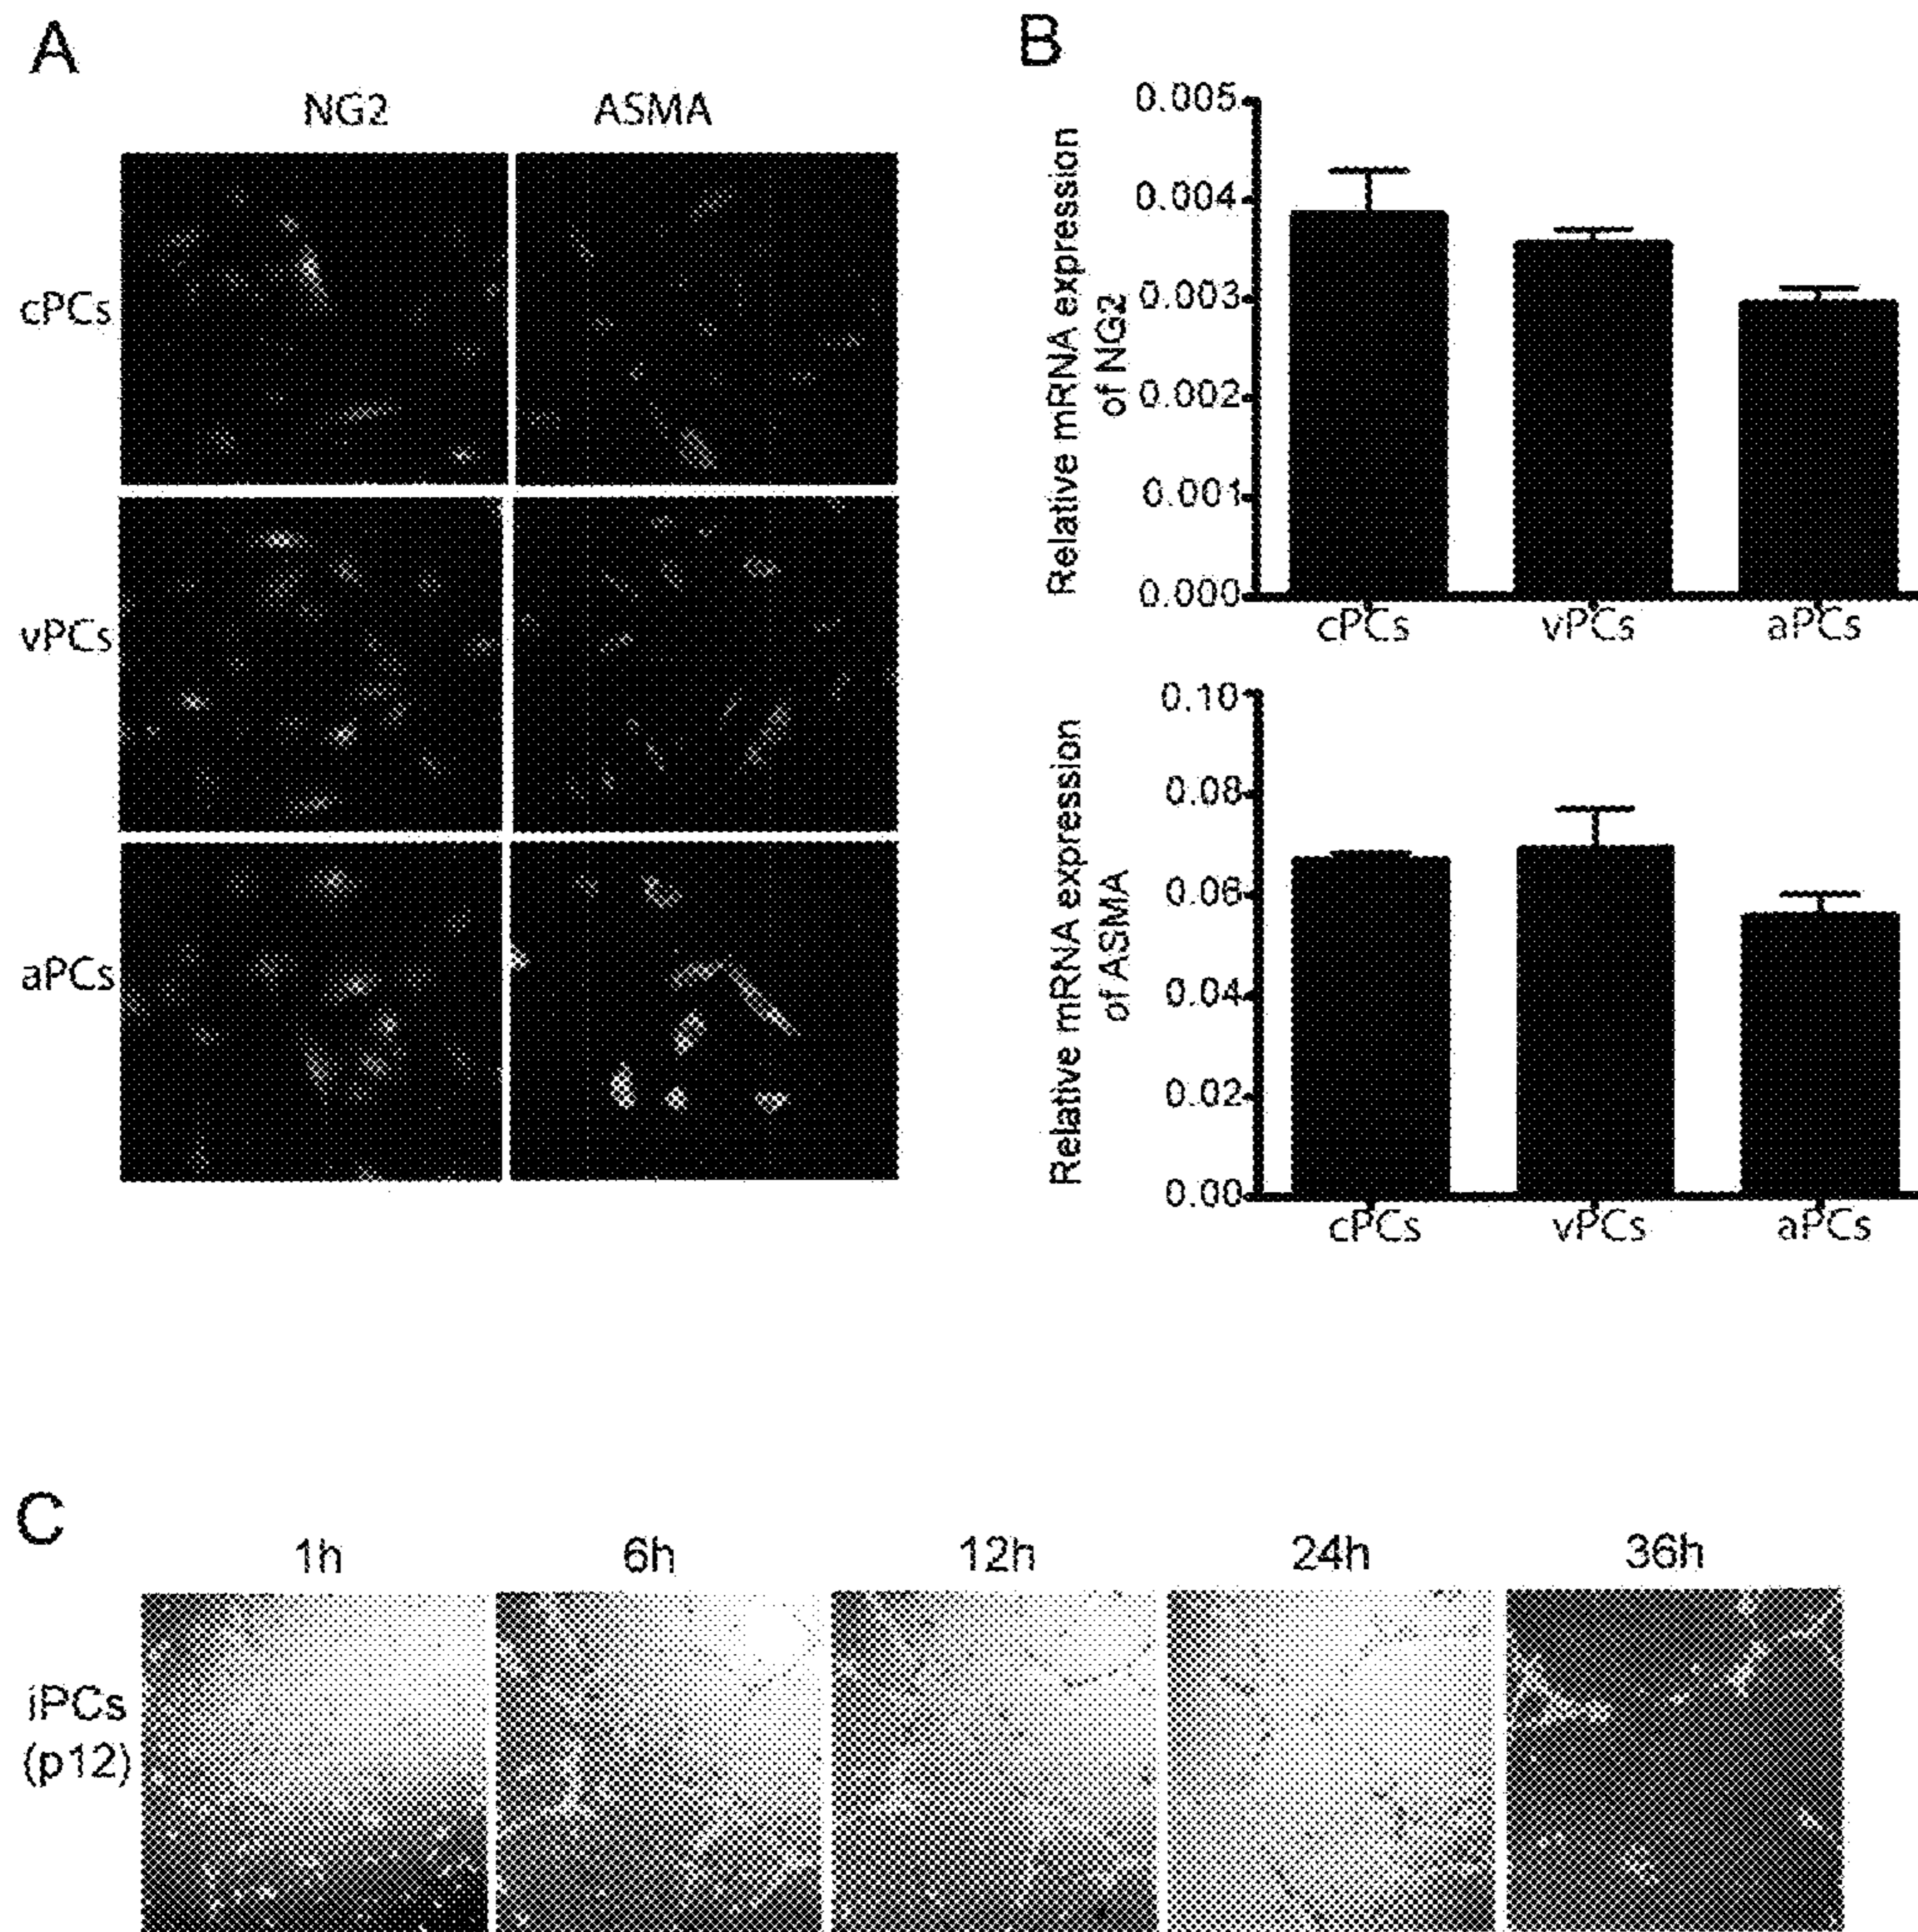 A
NG2 ASMA
cPCs
vPCs
aPCs
B
Relative mRNA expression
of NG2
0.005
0.004
0.003
0.002
0.001
0.000
cPCs vPCs aPCs
Relative mRNA expression
of ASMA
0.10
0.08
0.06
0.04
0.02
0.00
cPCs vPCs aPCs
C
1h 6h 12h 24h 36h
iPCs
(p12)